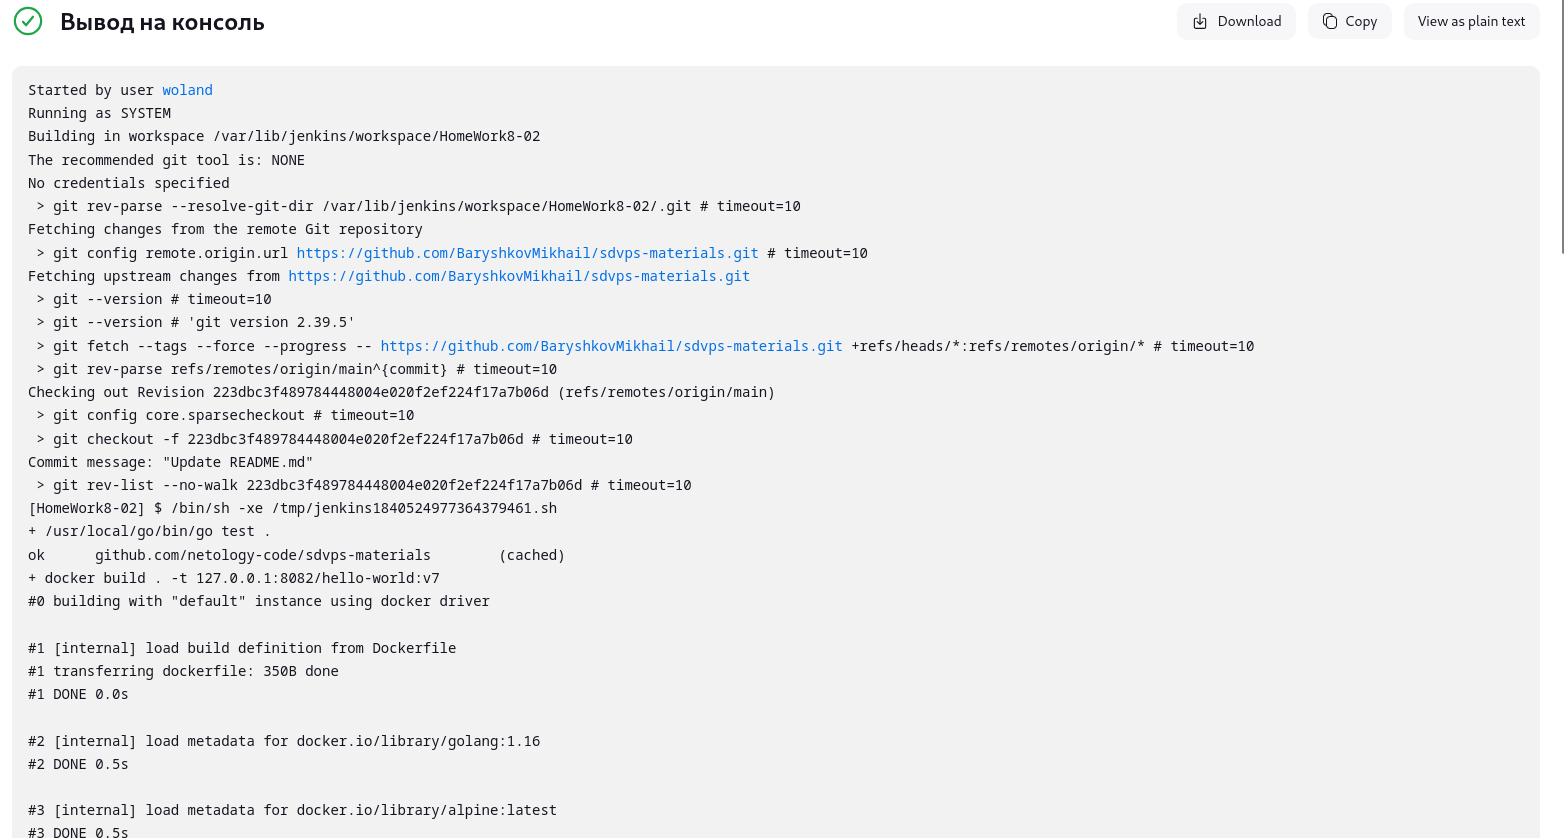 Вывод на консоль
Download
Copy
View as plain text
Started by user woland
Running as SYSTEM
Building in workspace /var/lib/jenkins/workspace/HomeWork8-02
The recommended git tool is: NONE
No credentials specified
 > git rev-parse --resolve-git-dir /var/lib/jenkins/workspace/HomeWork8-02/.git # timeout=10
Fetching changes from the remote Git repository
 > git config remote.origin.url https://github.com/BaryshkovMikhail/sdvps-materials.git # timeout=10
Fetching upstream changes from https://github.com/BaryshkovMikhail/sdvps-materials.git
 > git --version # timeout=10
 > git --version # 'git version 2.39.5'
 > git fetch --tags --force --progress -- https://github.com/BaryshkovMikhail/sdvps-materials.git +refs/heads/*:refs/remotes/origin/* # timeout=10
 > git rev-parse refs/remotes/origin/main^{commit} # timeout=10
Checking out Revision 223dbc3f489784448004e020f2ef224f17a7b06d (refs/remotes/origin/main)
 > git config core.sparsecheckout # timeout=10
 > git checkout -f 223dbc3f489784448004e020f2ef224f17a7b06d # timeout=10
Commit message: "Update README.md"
 > git rev-list --no-walk 223dbc3f489784448004e020f2ef224f17a7b06d # timeout=10
[HomeWork8-02] $ /bin/sh -xe /tmp/jenkins1840524977364379461.sh
+ /usr/local/go/bin/go test .
ok      github.com/netology-code/sdvps-materials        (cached)
+ docker build . -t 127.0.0.1:8082/hello-world:v7
#0 building with "default" instance using docker driver
#1 [internal] load build definition from Dockerfile
#1 transferring dockerfile: 350B done
#1 DONE 0.0s
#2 [internal] load metadata for docker.io/library/golang:1.16
#2 DONE 0.5s
#3 [internal] load metadata for docker.io/library/alpine:latest
#3 DONE 0.5s